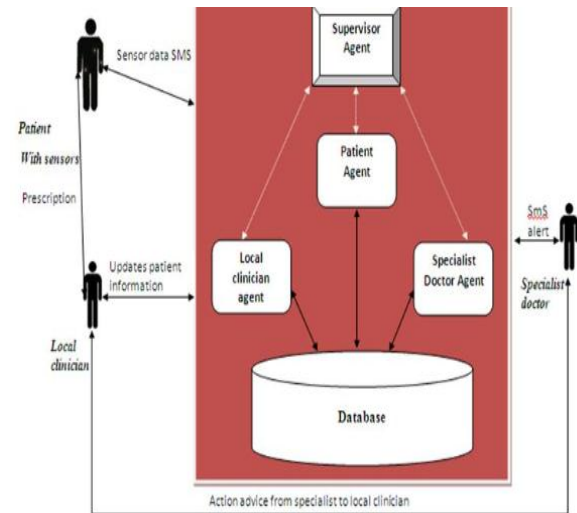 Supervisor
Agent
Sensor data SMS
Patient
With sensors
Prescription
Patient
Agent
SmS
alert
Local
clinician
agent
Specialist
Doctor Agent
Updates patient
information
Specialist
doctor
Local
clinician
Database
Action advice from specialist to local clinician